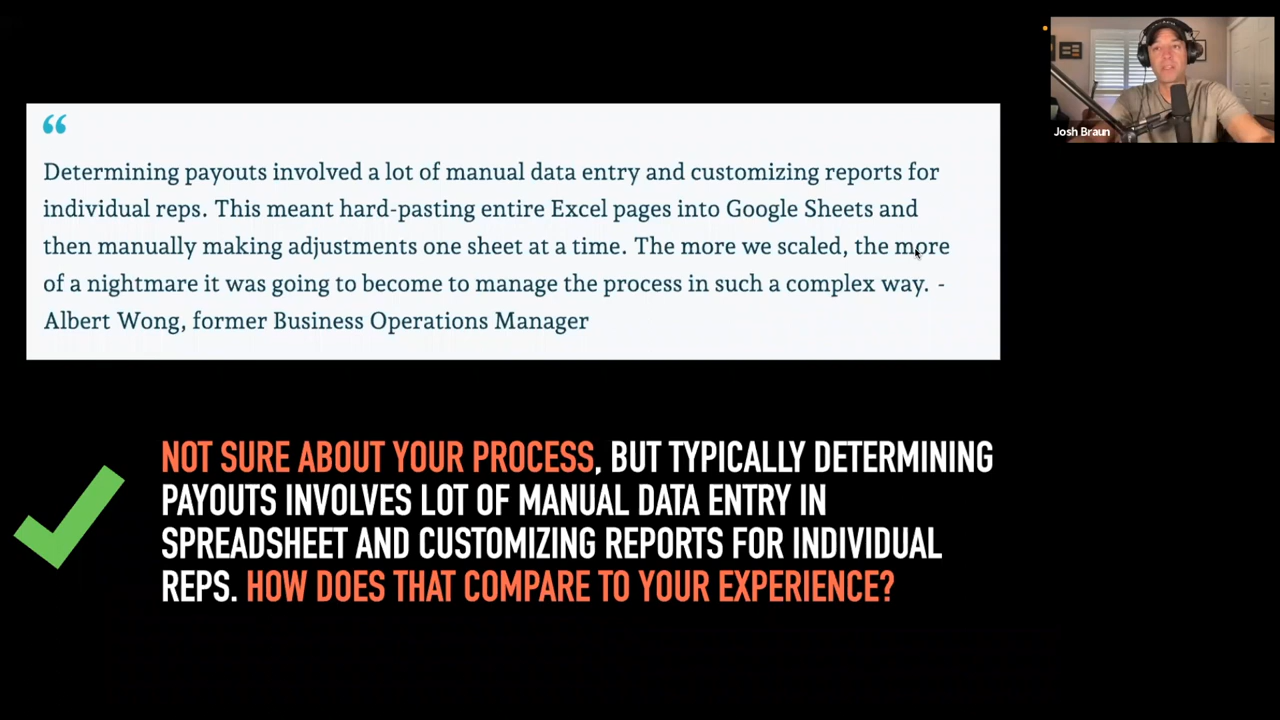 Josh Braun
“
Determining payouts involved a lot of manual data entry and customizing reports for
individual reps. This meant hard-pasting entire Excel pages into Google Sheets and
then manually making adjustments one sheet at a time. The more we scaled, the more
of a nightmare it was going to become to manage the process in such a complex way. -
Albert Wong, former Business Operations Manager
NOT SURE ABOUT YOUR PROCESS, BUT TYPICALLY DETERMINING
PAYOUTS INVOLVES LOT OF MANUAL DATA ENTRY IN
SPREADSHEET AND CUSTOMIZING REPORTS FOR INDIVIDUAL
REPS. HOW DOES THAT COMPARE TO YOUR EXPERIENCE?